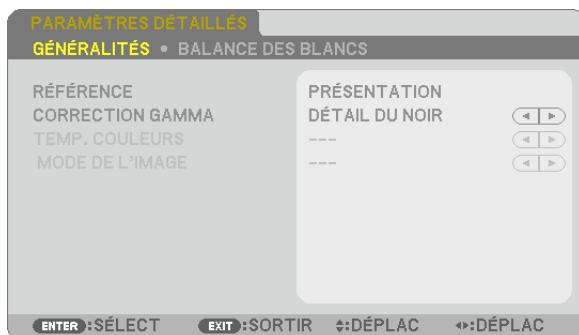 PARAMÈTRES DÉTAILLÉS
GÉNÉRALITÉS • BALANCE DES BLANCS
RÉFÉRENCE PRÉSENTATION
CORRECTION GAMMA DÉTAIL DU NOIR
TEMP. COULEURS ---
MODE DE L'IMAGE ---
ENTER:SÉLECT EXIT:SORTIR :DÉPLAC :DÉPLAC